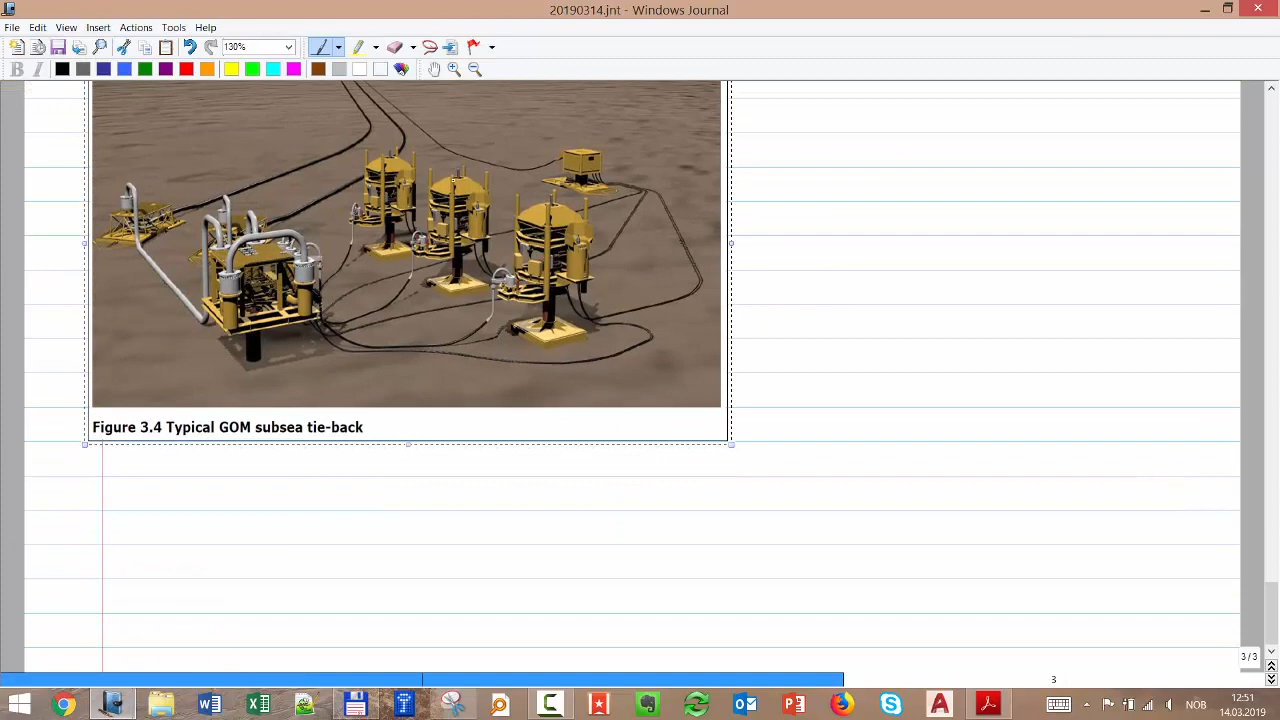 20190314.jnt - Windows Journal
File Edit View Insert Actions Tools Help
130%
B I
Figure 3.4 Typical GOM subsea tie-back
3/3
3
NOB
12:51
14.03.2019